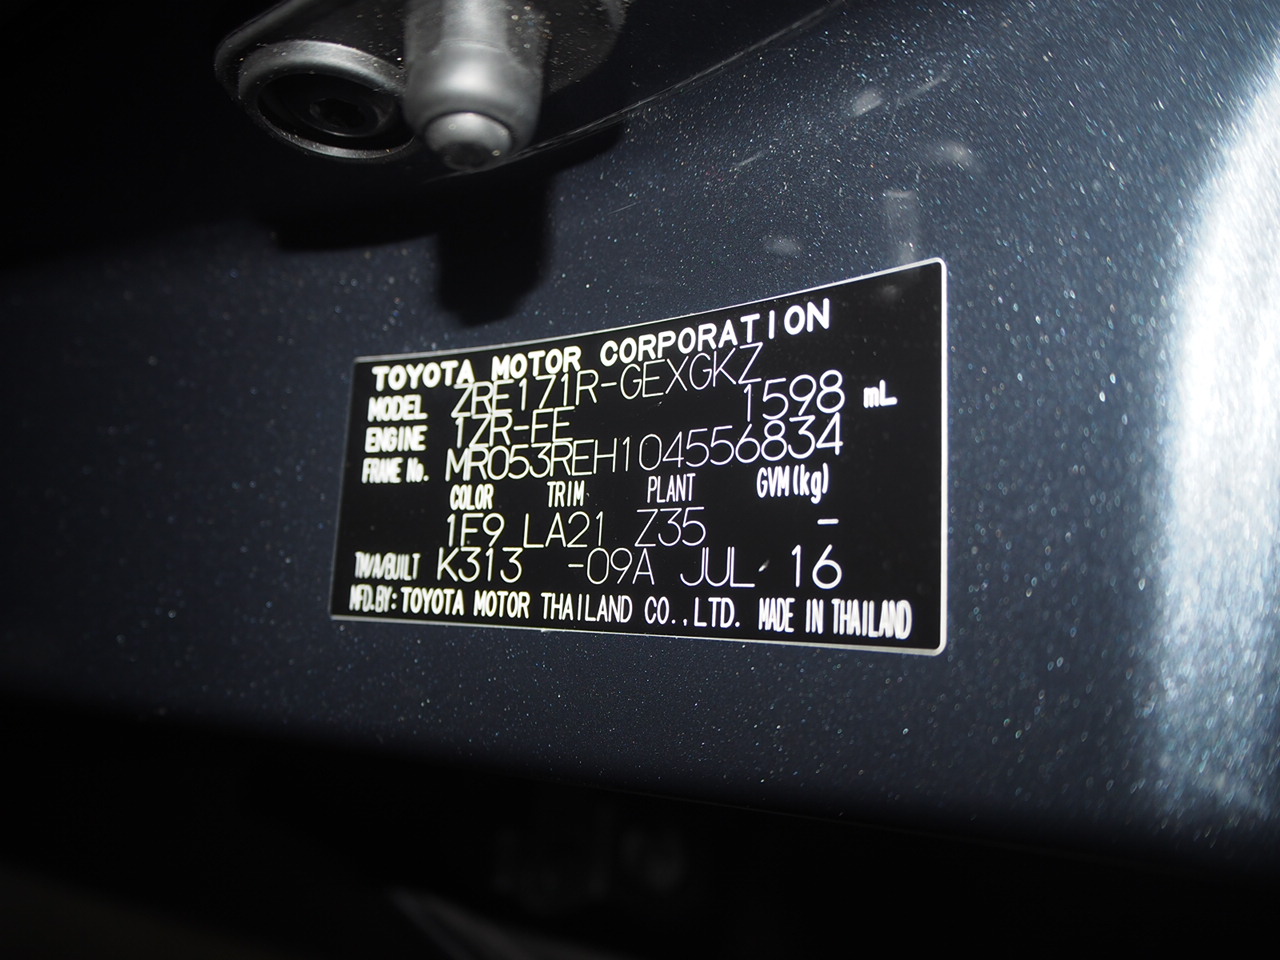 TOYOTA MOTOR CORPORATION
MODEL ZRE171R-GEXGKZ
ENGINE 1ZR-FE 1598 mL
FRAME No. MR053REH104556834
COLOR TRIM PLANT GVM(kg)
1F9 LA21 Z35 –
TM/A/BUILT K313 -09A JUL 16
MFD.BY: TOYOTA MOTOR THAILAND CO.,LTD. MADE IN THAILAND